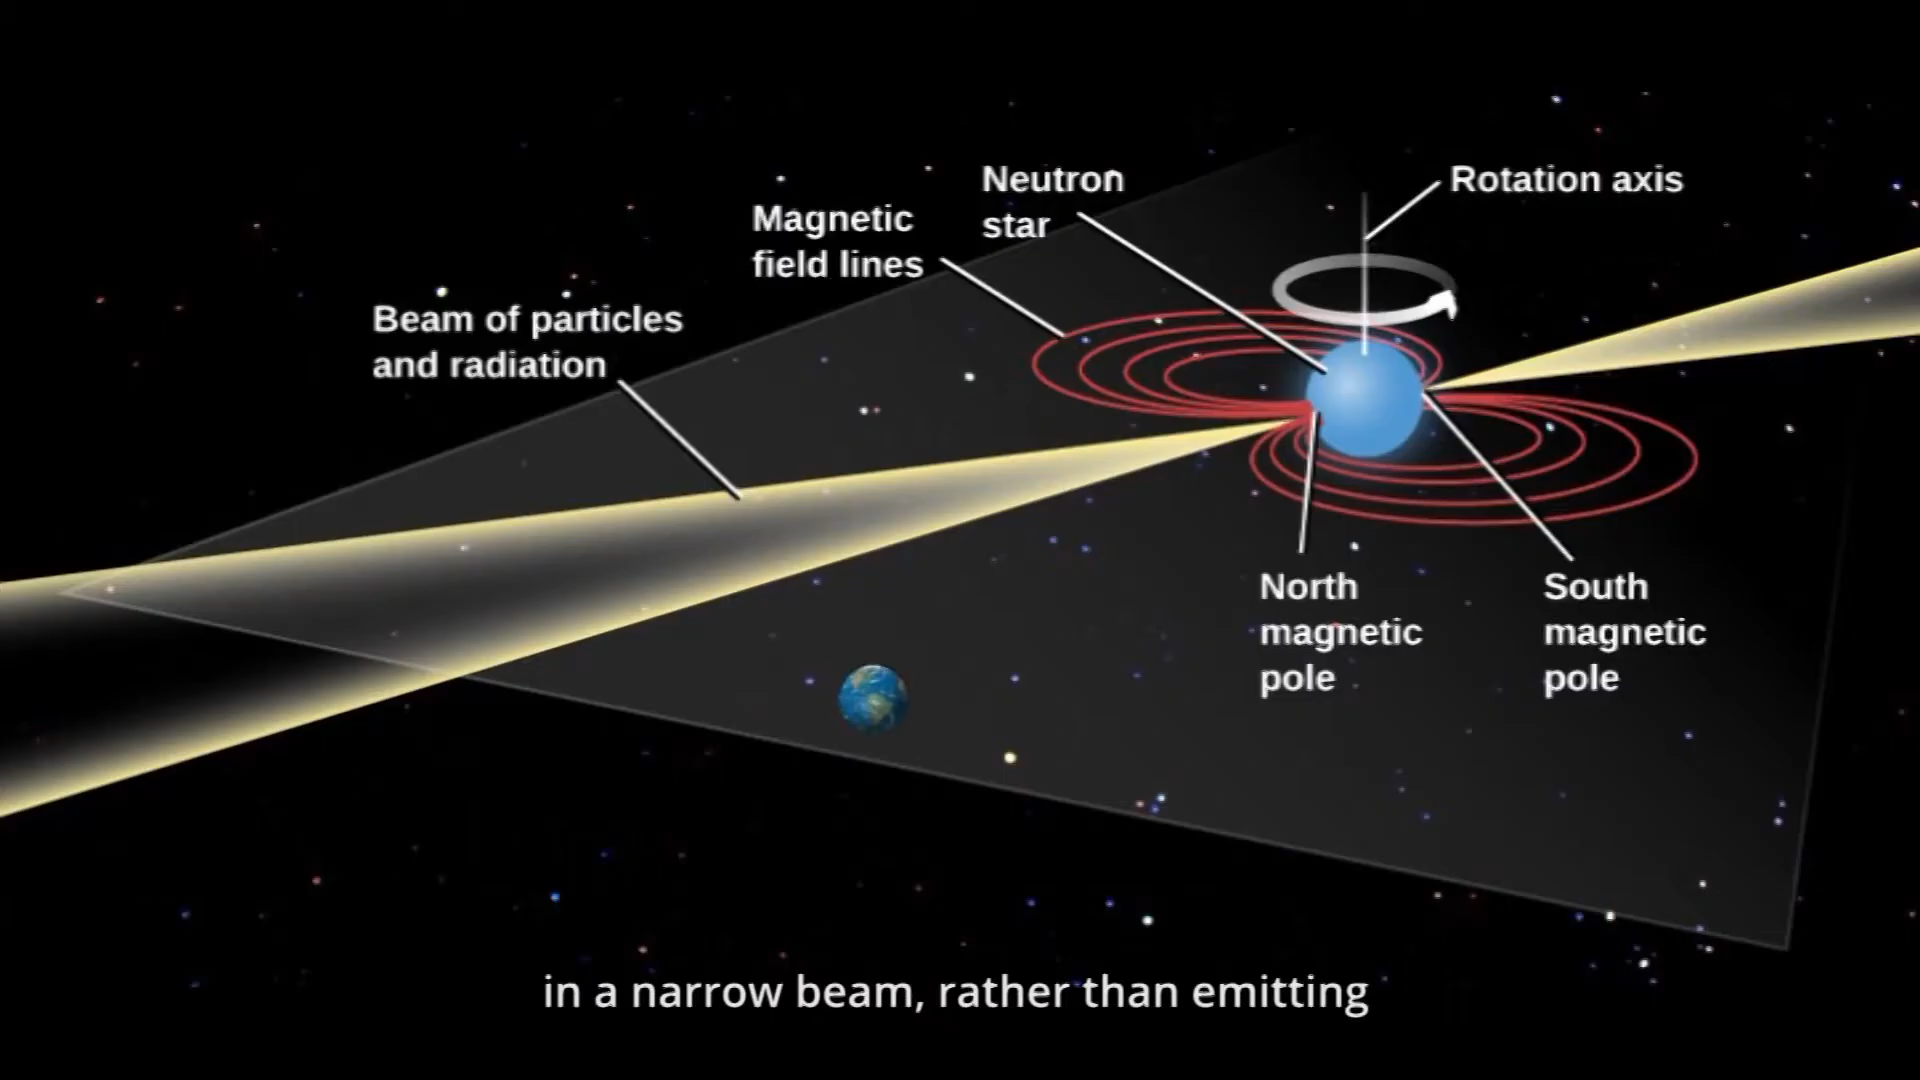 Neutron
star
Rotation axis
Magnetic
field lines
Beam of particles
and radiation
North
magnetic
pole
South
magnetic
pole
in a narrow beam, rather than emitting